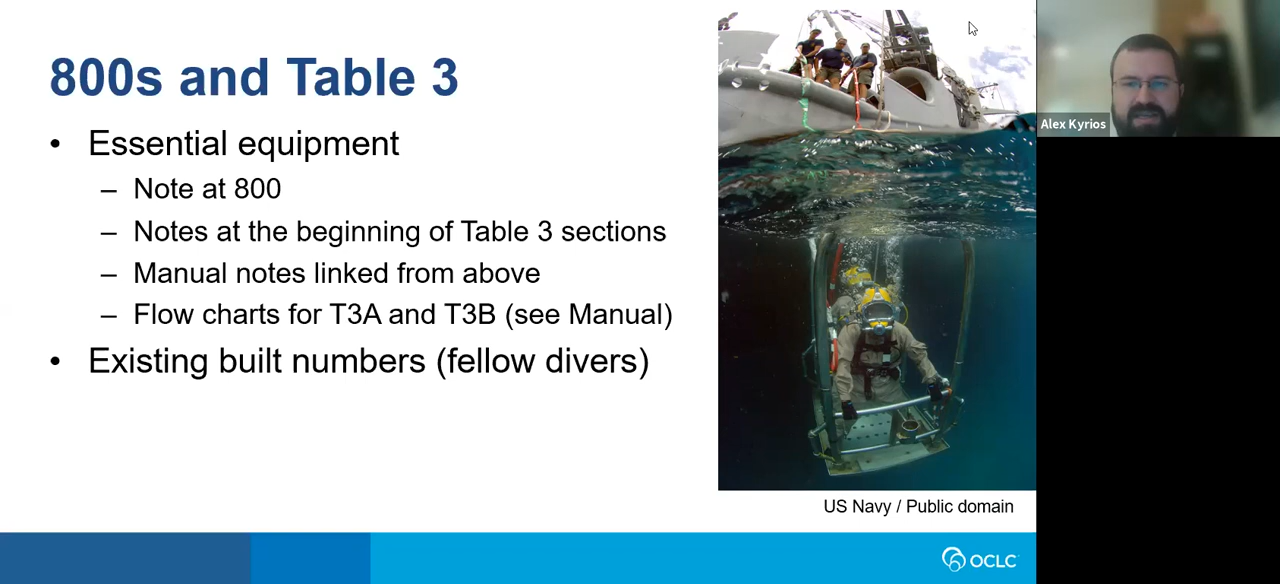 800s and Table 3
• Essential equipment
– Note at 800
– Notes at the beginning of Table 3 sections
– Manual notes linked from above
– Flow charts for T3A and T3B (see Manual)
• Existing built numbers (fellow divers)
US Navy / Public domain
OCLC
Alex Kyrios